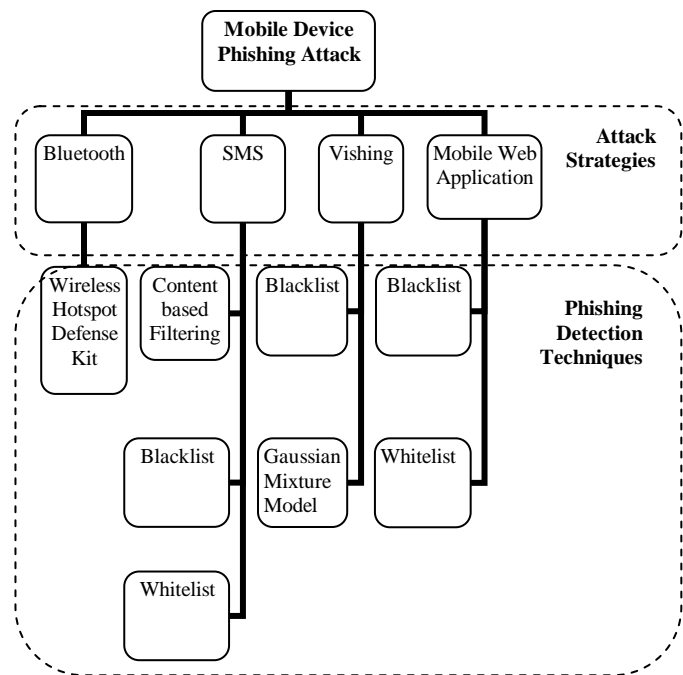 Mobile Device
Phishing Attack
Bluetooth
SMS
Vishing
Mobile Web
Application
Attack
Strategies
Wireless
Hotspot
Defense
Kit
Content
based
Filtering
Blacklist
Blacklist
Phishing
Detection
Techniques
Blacklist
Gaussian
Mixture
Model
Whitelist
Whitelist